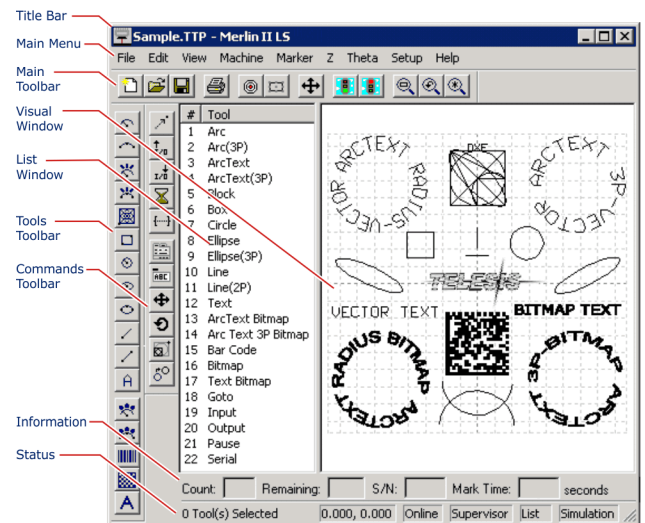 Title Bar
Sample.TTP - Merlin II LS
Main Menu
File Edit View Machine Marker Z Theta Setup Help
Main
Toolbar
Visual
Window
List
Window
Tools
Toolbar
Commands
Toolbar
Information
Status
# Tool
1 Arc
2 Arc(3P)
3 ArcText
4 ArcText(3P)
5 Block
6 Box
7 Circle
8 Ellipse
9 Ellipse(3P)
10 Line
11 Line(2P)
12 Text
13 ArcText Bitmap
14 Arc Text 3P Bitmap
15 Bar Code
16 Bitmap
17 Text Bitmap
18 Goto
19 Input
20 Output
21 Pause
22 Serial
I/O
ABC
A
A
ARCTEXT RADIUS-VECTOR
DXF
ARCTEXT 3P-VECTOR
TELESIS
VECTOR TEXT
BITMAP TEXT
ARCTEXT RADIUS BITMAP
ARCTEXT 3P-BITMAP
Count: Remaining: S/N: Mark Time: seconds
0 Tool(s) Selected 0.000, 0.000 Online Supervisor List Simulation